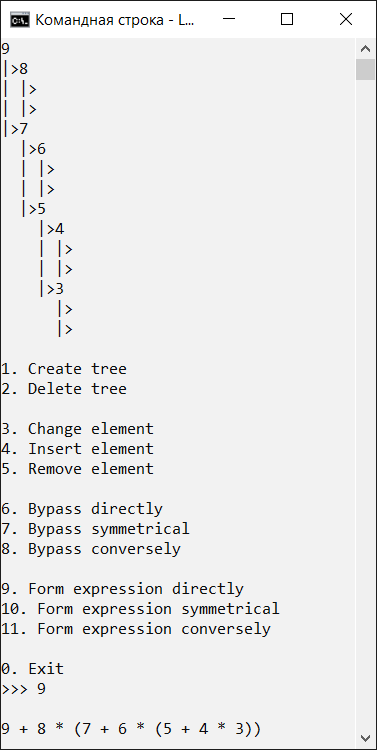 Командная строка - L...
9
|>8
| |>
| |>
|>7
  |>6
  | |>
  | |>
  |>5
    |>4
    | |>
    | |>
    |>3
      |>
      |>
1. Create tree
2. Delete tree
3. Change element
4. Insert element
5. Remove element
6. Bypass directly
7. Bypass symmetrical
8. Bypass conversely
9. Form expression directly
10. Form expression symmetrical
11. Form expression conversely
0. Exit
>>> 9
9 + 8 * (7 + 6 * (5 + 4 * 3))